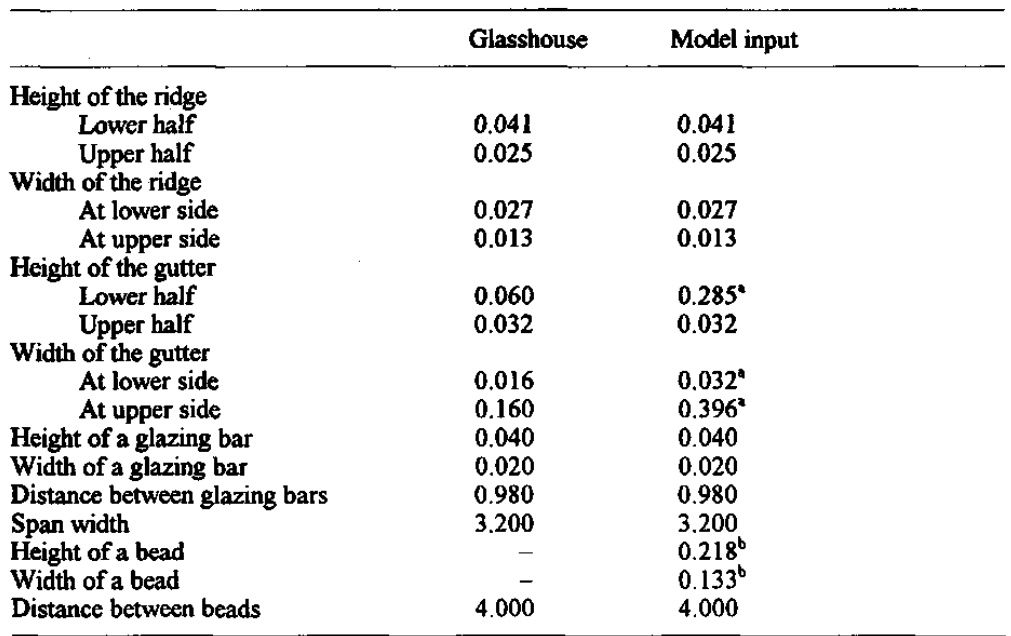 Glasshouse Model input
Height of the ridge
Lower half 0.041 0.041
Upper half 0.025 0.025
Width of the ridge
At lower side 0.027 0.027
At upper side 0.013 0.013
Height of the gutter
Lower half 0.060 0.285ᵃ
Upper half 0.032 0.032
Width of the gutter
At lower side 0.016 0.032ᵃ
At upper side 0.160 0.396ᵃ
Height of a glazing bar 0.040 0.040
Width of a glazing bar 0.020 0.020
Distance between glazing bars 0.980 0.980
Span width 3.200 3.200
Height of a bead – 0.218ᵇ
Width of a bead – 0.133ᵇ
Distance between beads 4.000 4.000